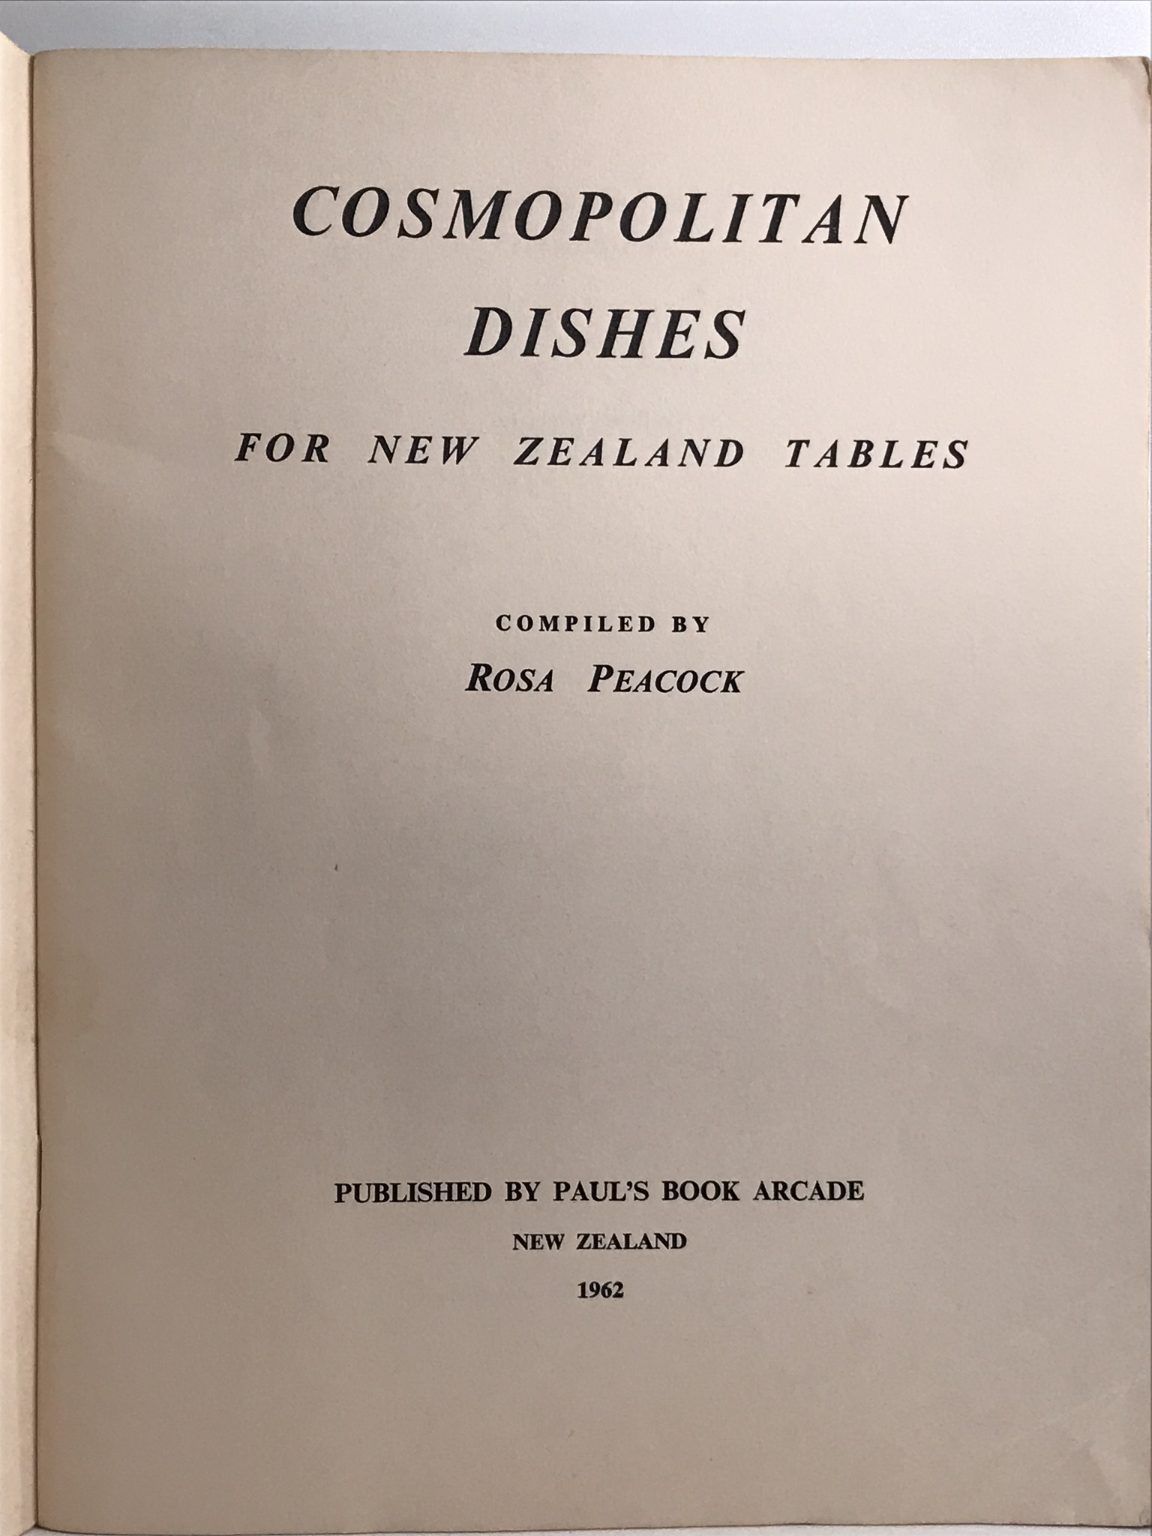 COSMOPOLITAN
DISHES
FOR NEW ZEALAND TABLES
COMPILED BY
ROSA PEACOCK
PUBLISHED BY PAUL'S BOOK ARCADE
NEW ZEALAND
1962